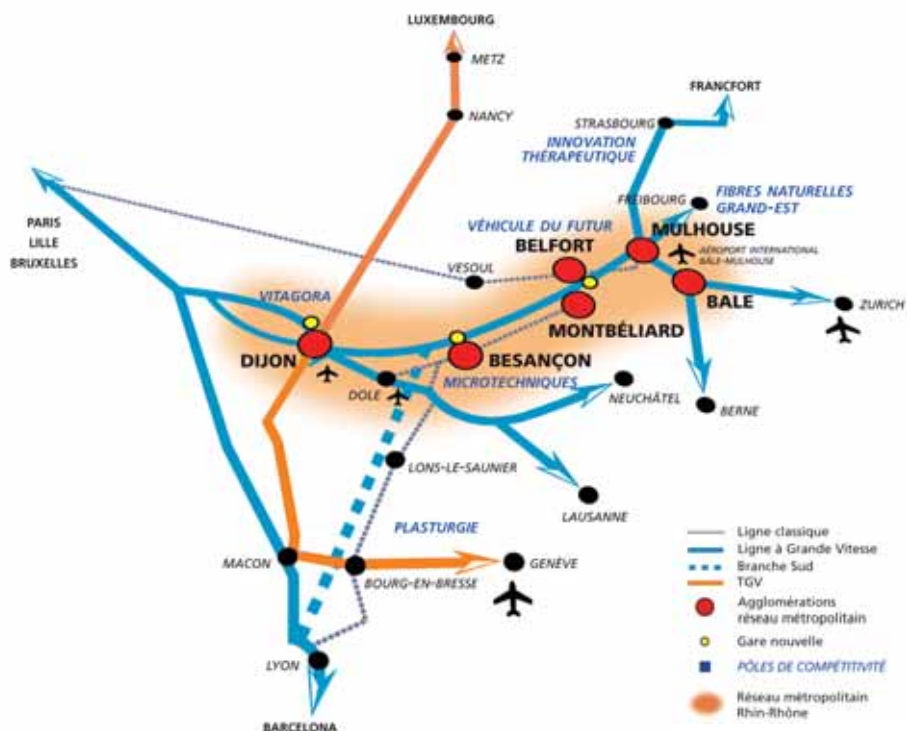 LUXEMBOURG
METZ
NANCY
FRANCFORT
STRASBOURG
INNOVATION
THÉRAPEUTIQUE
FREIBOURG
FIBRES NATURELLES
GRAND-EST
PARIS
LILLE
BRUXELLES
VÉHICULE DU FUTUR
MULHOUSE
BELFORT
AÉROPORT INTERNATIONAL
BÂLE-MULHOUSE
VESOUL
VITAGORA
BALE
ZURICH
MONTBÉLIARD
DIJON
BESANÇON
MICROTECHNIQUES
DOLE
NEUCHÂTEL
BERNE
LONS-LE-SAUNIER
LAUSANNE
PLASTURGIE
MACON
BOURG-EN-BRESSE
GENÈVE
LYON
BARCELONA
Ligne classique
Ligne à Grande Vitesse
Branche Sud
TGV
Agglomérations
réseau métropolitain
Gare nouvelle
PÔLES DE COMPÉTITIVITÉ
Réseau métropolitain
Rhin-Rhône